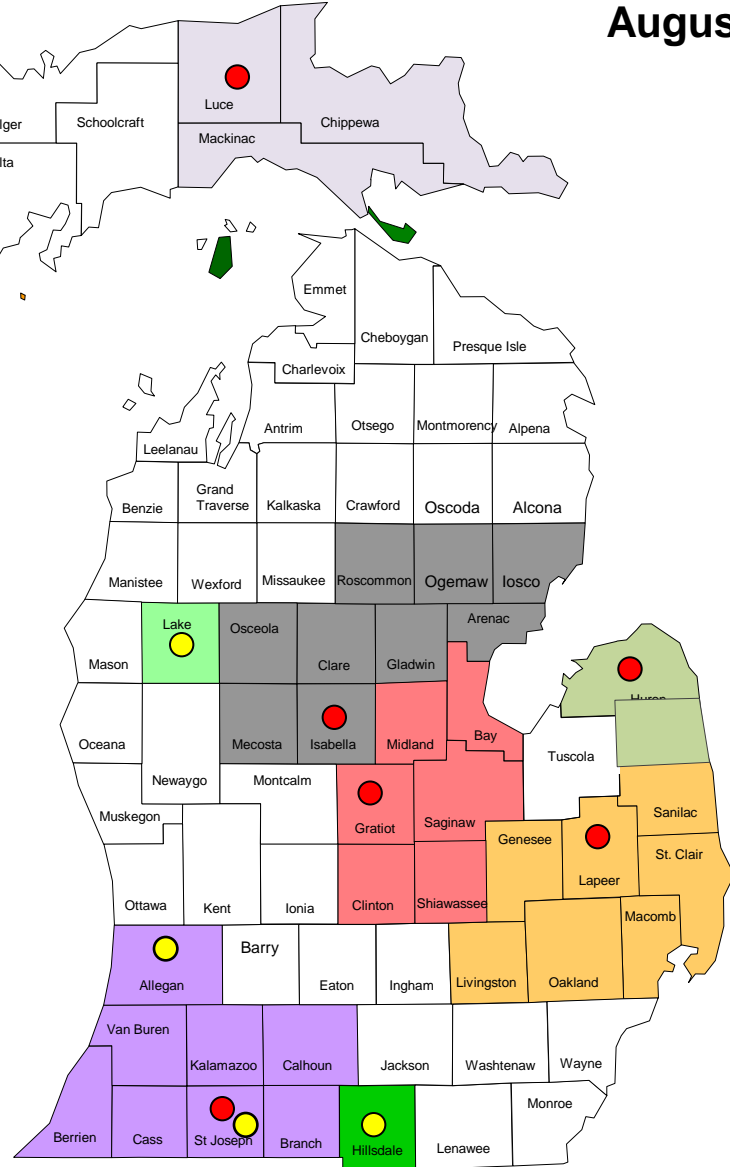 Augus
Luce
lger
Schoolcraft
Chippewa
Mackinac
lta
Emmet
Cheboygan
Presque Isle
Charlevoix
Antrim
Otsego
Montmorency
Alpena
Leelanau
Grand
Traverse
Benzie
Kalkaska
Crawford
Oscoda
Alcona
Manistee
Wexford
Missaukee
Roscommon
Ogemaw
Iosco
Lake
Osceola
Arenac
Mason
Clare
Gladwin
Huron
Oceana
Mecosta
Isabella
Midland
Bay
Tuscola
Newaygo
Montcalm
Muskegon
Gratiot
Saginaw
Sanilac
Genesee
St. Clair
Lapeer
Ottawa
Kent
Ionia
Clinton
Shiawassee
Macomb
Barry
Allegan
Eaton
Ingham
Livingston
Oakland
Van Buren
Kalamazoo
Calhoun
Jackson
Washtenaw
Wayne
Monroe
Berrien
Cass
St Joseph
Branch
Hillsdale
Lenawee